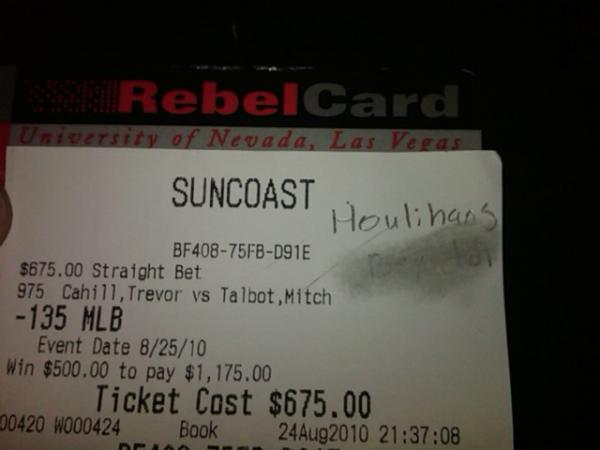 RebelCard
University of Nevada, Las Vegas
SUNCOAST
Houlihans
BF408-75FB-D91E
$675.00 Straight Bet
975 Cahill,Trevor vs Talbot,Mitch
-135 MLB
Event Date 8/25/10
Win $500.00 to pay $1,175.00
Ticket Cost $675.00
00420 W000424 Book 24Aug2010 21:37:08